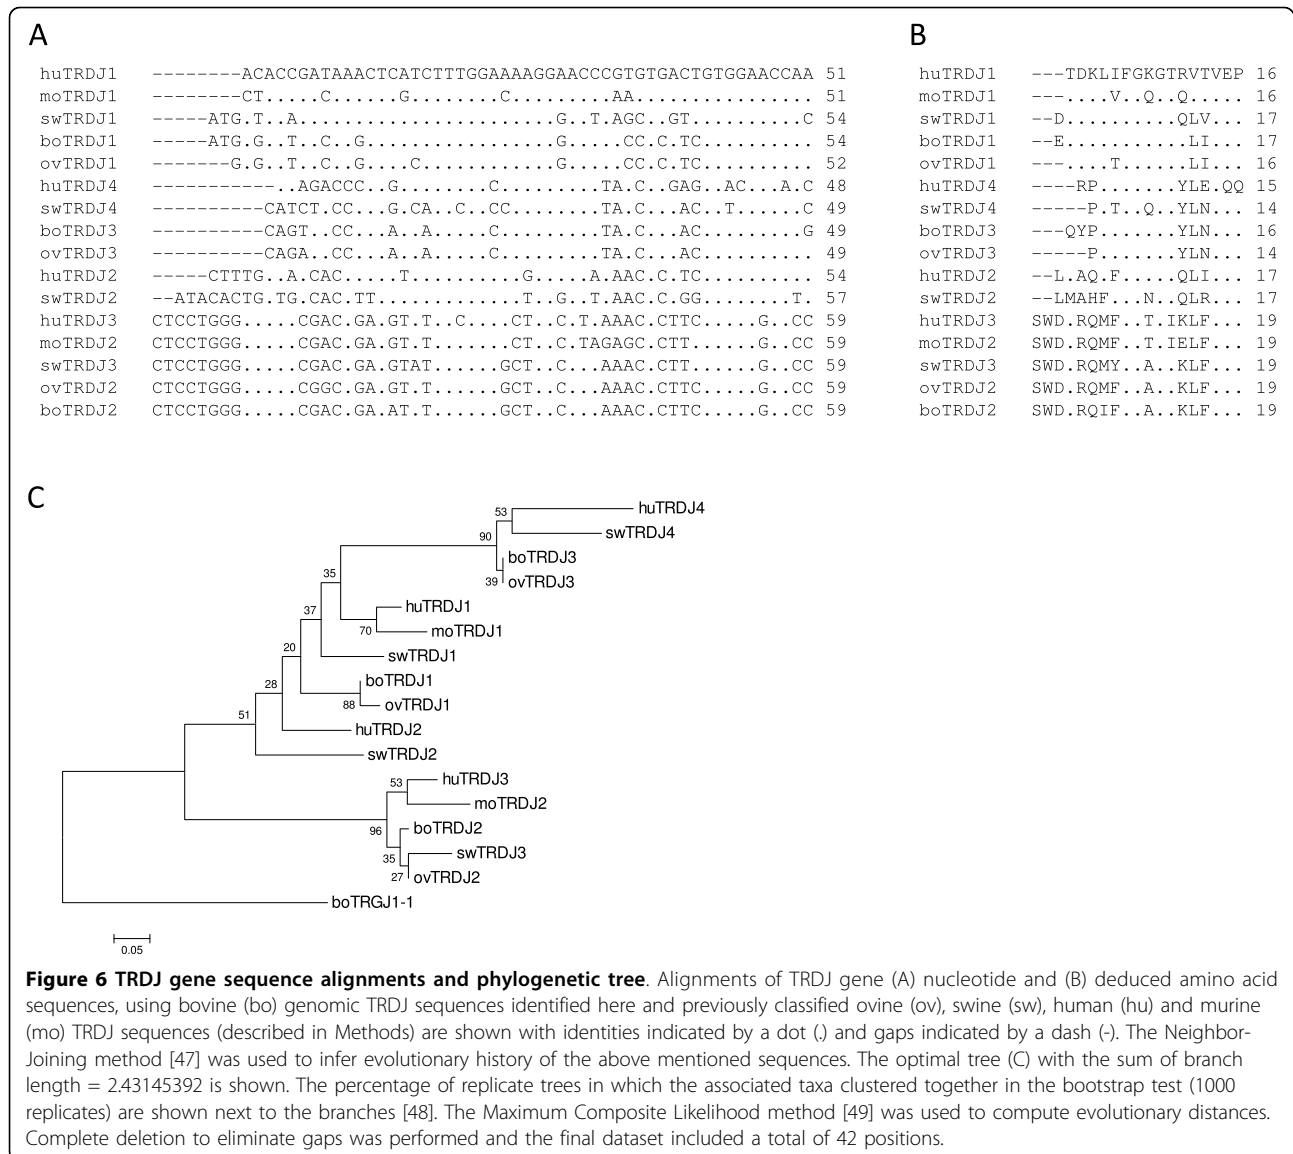 A
huTRDJ1 --------ACACCGATAAACTCATCTTTGGAAAAGGAACCCGTGTGACTGTGGAACCAA 51
moTRDJ1 --------CT.....C......G........C.........AA................ 51
swTRDJ1 -----ATG.T..A.......................G..T.AGC..GT..........C 54
boTRDJ1 -----ATG.G..T..C..G.................G.....CC.C.TC.......... 54
ovTRDJ1 -------G.G..T..C..G....C............G.....CC.C.TC.......... 52
huTRDJ4 -----------..AGACCC..G........C.........TA.C..GAG..AC...A.C 48
swTRDJ4 ----------CATCT.CC...G.CA..C..CC........TA.C...AC..T......C 49
boTRDJ3 ----------CAGT..CC...A..A.....C.........TA.C...AC.........G 49
ovTRDJ3 ----------CAGA..CC...A..A.....C.........TA.C...AC.......... 49
huTRDJ2 -----CTTTG..A.CAC.....T..........G.....A.AAC.C.TC.......... 54
swTRDJ2 --ATACACTG.TG.CAC.TT.............T..G..T.AAC.C.GG........T. 57
huTRDJ3 CTCCTGGG.....CGAC.GA.GT.T..C....CT..C.T.AAAC.CTTC.....G..CC 59
moTRDJ2 CTCCTGGG.....CGAC.GA.GT.T.......CT..C.TAGAGC.CTT......G..CC 59
swTRDJ3 CTCCTGGG.....CGAC.GA.GTAT......GCT..C...AAAC.CTT......G..CC 59
ovTRDJ2 CTCCTGGG.....CGGC.GA.GT.T......GCT..C...AAAC.CTTC.....G..CC 59
boTRDJ2 CTCCTGGG.....CGAC.GA.AT.T......GCT..C...AAAC.CTTC.....G..CC 59
B
huTRDJ1 ---TDKLIFGKGTRVTVEP 16
moTRDJ1 ---....V..Q..Q..... 16
swTRDJ1 --D..........QLV... 17
boTRDJ1 --E...........LI... 17
ovTRDJ1 ---....T......LI... 16
huTRDJ4 ----RP.......YLE.QQ 15
swTRDJ4 -----P.T..Q..YLN... 14
boTRDJ3 ---QYP.......YLN... 16
ovTRDJ3 -----P.......YLN... 14
huTRDJ2 --L.AQ.F.....QLI... 17
swTRDJ2 --LMAHF...N..QLR... 17
huTRDJ3 SWD.RQMF..T.IKLF... 19
moTRDJ2 SWD.RQMF..T.IELF... 19
swTRDJ3 SWD.RQMY..A..KLF... 19
ovTRDJ2 SWD.RQMF..A..KLF... 19
boTRDJ2 SWD.RQIF..A..KLF... 19
C
huTRDJ4
53
swTRDJ4
90
boTRDJ3
39
ovTRDJ3
35
huTRDJ1
37
70
moTRDJ1
20
swTRDJ1
28
boTRDJ1
88
ovTRDJ1
51
huTRDJ2
swTRDJ2
huTRDJ3
53
moTRDJ2
96
boTRDJ2
35
swTRDJ3
27
ovTRDJ2
boTRGJ1-1
0.05
Figure 6 TRDJ gene sequence alignments and phylogenetic tree. Alignments of TRDJ gene (A) nucleotide and (B) deduced amino acid
sequences, using bovine (bo) genomic TRDJ sequences identified here and previously classified ovine (ov), swine (sw), human (hu) and murine
(mo) TRDJ sequences (described in Methods) are shown with identities indicated by a dot (.) and gaps indicated by a dash (-). The Neighbor-
Joining method [47] was used to infer evolutionary history of the above mentioned sequences. The optimal tree (C) with the sum of branch
length = 2.43145392 is shown. The percentage of replicate trees in which the associated taxa clustered together in the bootstrap test (1000
replicates) are shown next to the branches [48]. The Maximum Composite Likelihood method [49] was used to compute evolutionary distances.
Complete deletion to eliminate gaps was performed and the final dataset included a total of 42 positions.